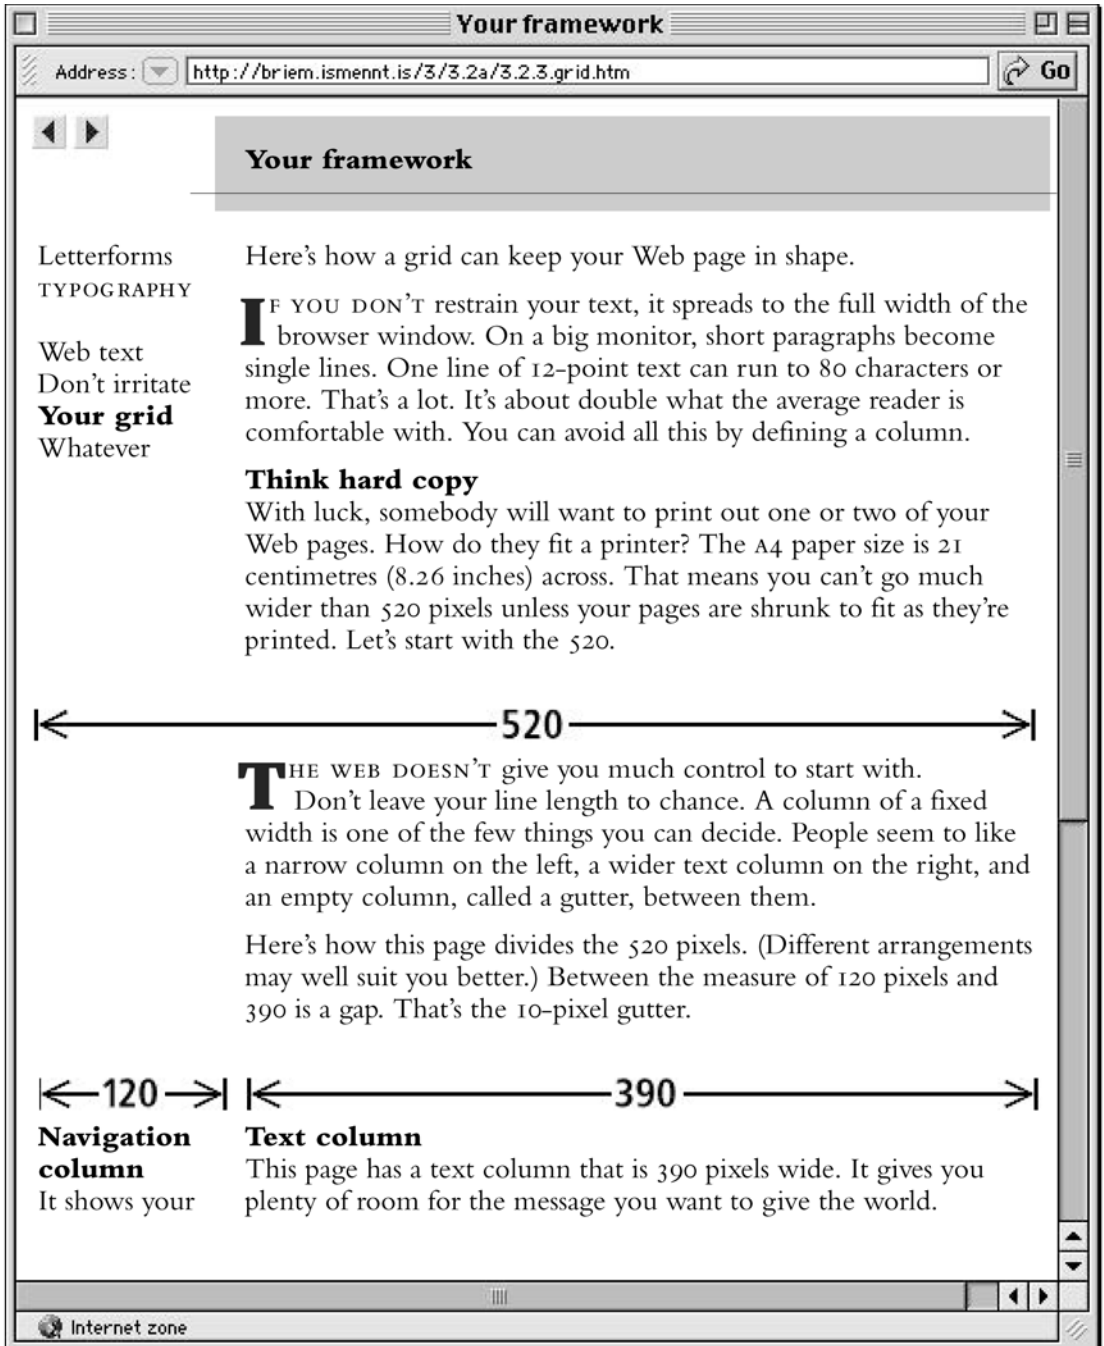 Your framework
Address: http://briem.ismennt.is/3/3.2a/3.2.3.grid.htm Go
Your framework
Letterforms
TYPOGRAPHY
Web text
Don't irritate
Your grid
Whatever
Here's how a grid can keep your Web page in shape.
IF YOU DON'T restrain your text, it spreads to the full width of the
browser window. On a big monitor, short paragraphs become
single lines. One line of 12-point text can run to 80 characters or
more. That's a lot. It's about double what the average reader is
comfortable with. You can avoid all this by defining a column.
Think hard copy
With luck, somebody will want to print out one or two of your
Web pages. How do they fit a printer? The A4 paper size is 21
centimetres (8.26 inches) across. That means you can't go much
wider than 520 pixels unless your pages are shrunk to fit as they're
printed. Let's start with the 520.
520
THE WEB DOESN'T give you much control to start with.
Don't leave your line length to chance. A column of a fixed
width is one of the few things you can decide. People seem to like
a narrow column on the left, a wider text column on the right, and
an empty column, called a gutter, between them.
Here's how this page divides the 520 pixels. (Different arrangements
may well suit you better.) Between the measure of 120 pixels and
390 is a gap. That's the 10-pixel gutter.
120
390
Navigation
column
It shows your
Text column
This page has a text column that is 390 pixels wide. It gives you
plenty of room for the message you want to give the world.
Internet zone